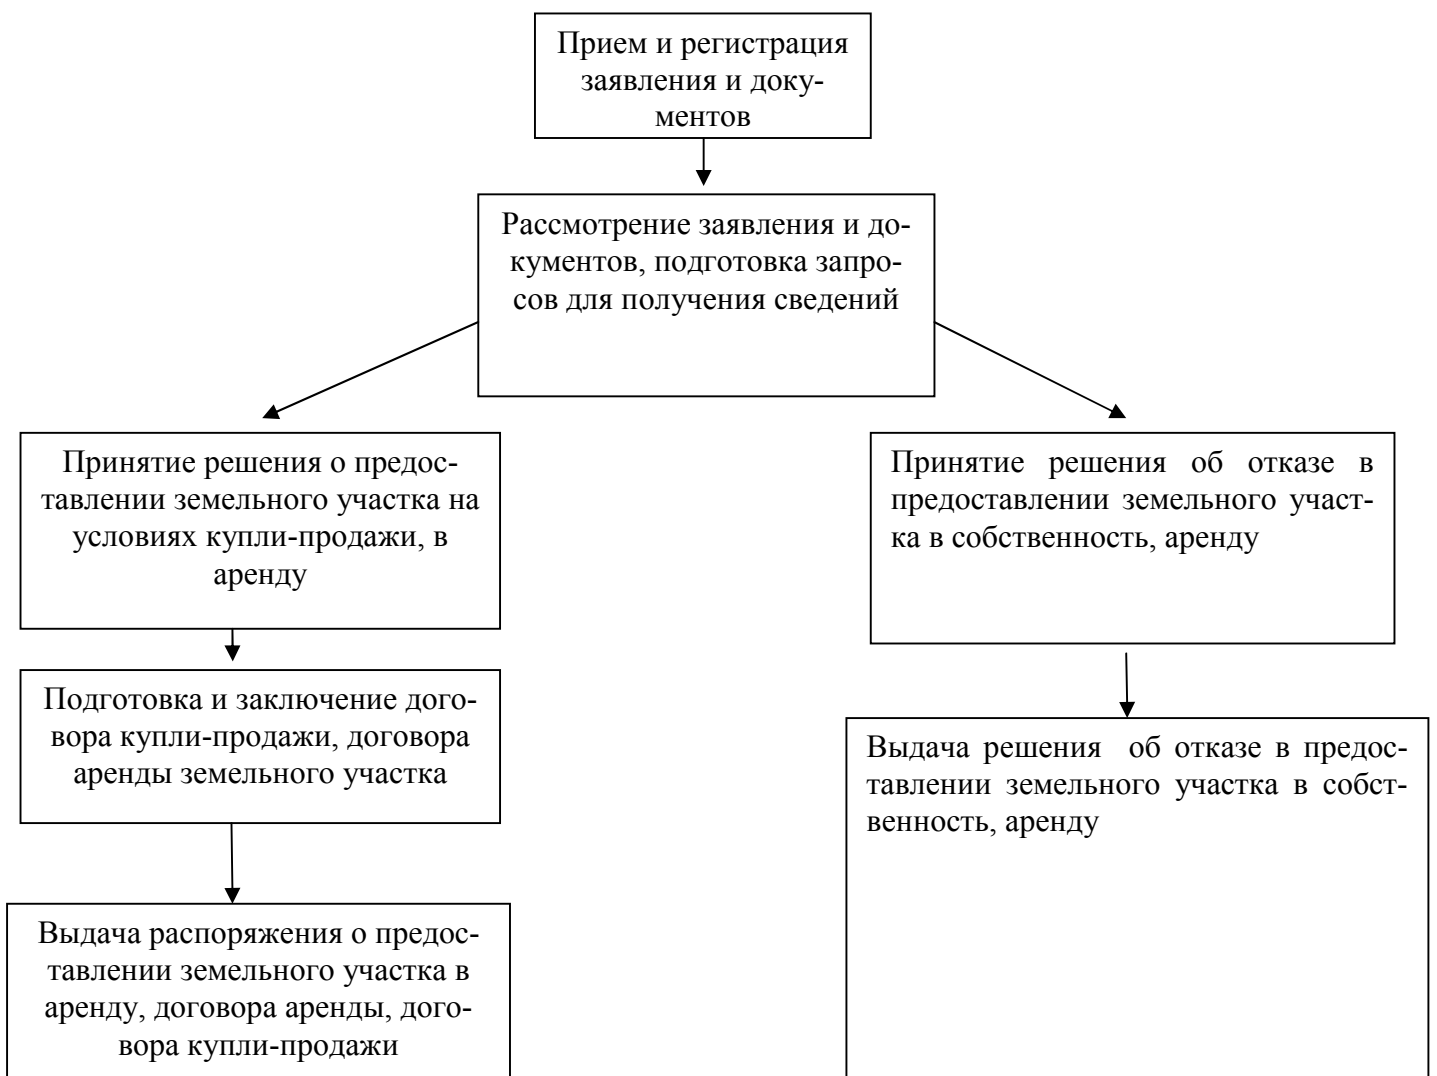 Прием и регистрация
заявления и доку-
ментов
Рассмотрение заявления и до-
кументов, подготовка запро-
сов для получения сведений
Принятие решения о предос-
тавлении земельного участка на
условиях купли-продажи, в
аренду
Принятие решения об отказе в
предоставлении земельного участ-
ка в собственность, аренду
Подготовка и заключение дого-
вора купли-продажи, договора
аренды земельного участка
Выдача решения об отказе в предос-
тавлении земельного участка в собст-
венность, аренду
Выдача распоряжения о предос-
тавлении земельного участка в
аренду, договора аренды, дого-
вора купли-продажи